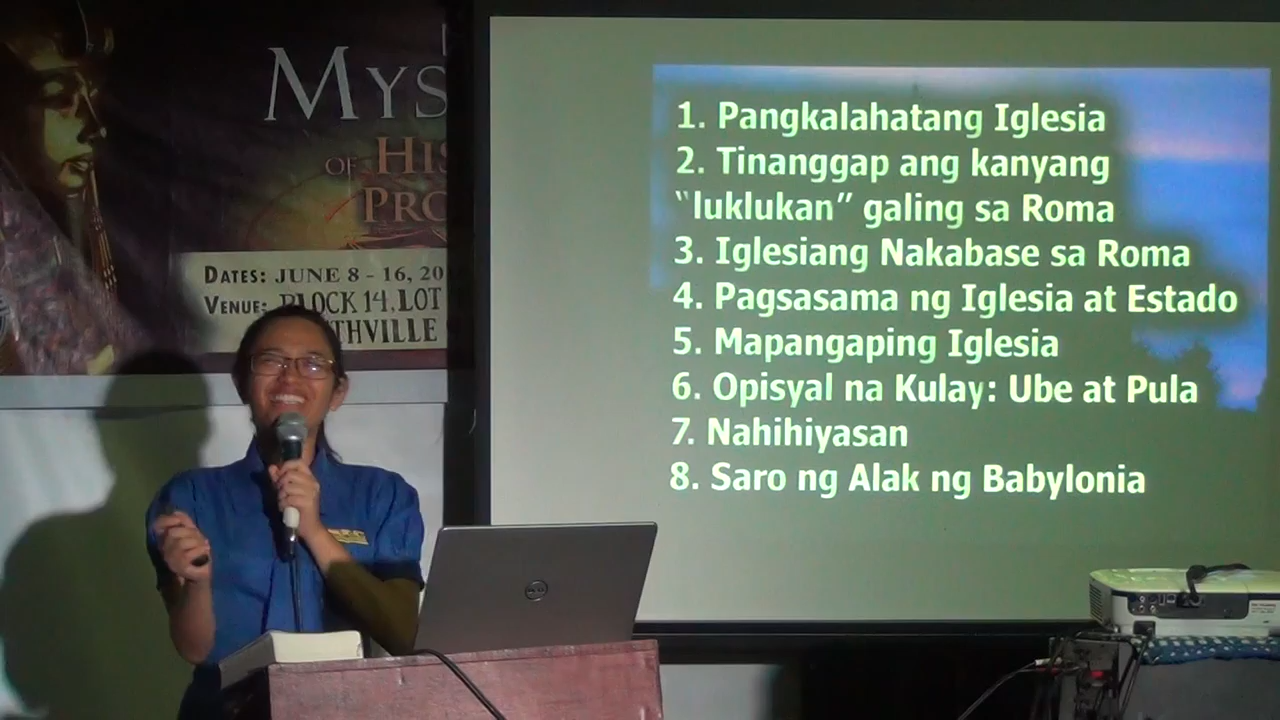 MYS
OF HIS
PRO
DATES: JUNE 8 - 16, 20
VENUE: BLOCK 14, LOT
THVILLE
1. Pangkalahatang Iglesia
2. Tinanggap ang kanyang
“luklukan” galing sa Roma
3. Iglesiang Nakabase sa Roma
4. Pagsasama ng Iglesia at Estado
5. Mapangaping Iglesia
6. Opisyal na Kulay: Ube at Pula
7. Nahihiyasan
8. Saro ng Alak ng Babylonia
DELL